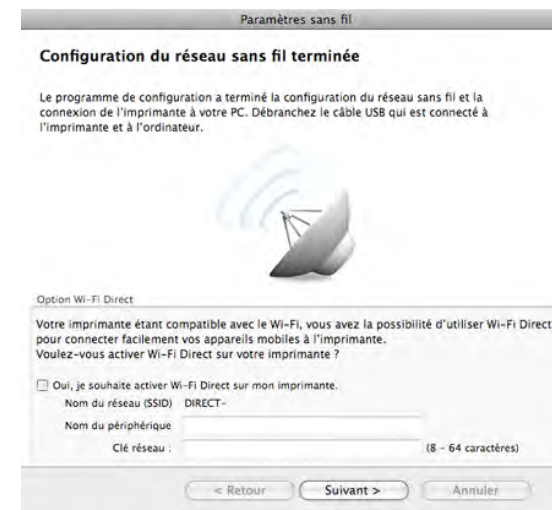 Paramètres sans fil
Configuration du réseau sans fil terminée
Le programme de configuration a terminé la configuration du réseau sans fil et la
connexion de l'imprimante à votre PC. Débranchez le câble USB qui est connecté à
l'imprimante et à l'ordinateur.
Option Wi-Fi Direct
Votre imprimante étant compatible avec le Wi-Fi, vous avez la possibilité d'utiliser Wi-Fi Direct
pour connecter facilement vos appareils mobiles à l'imprimante.
Voulez-vous activer Wi-Fi Direct sur votre imprimante ?
Oui, je souhaite activer Wi-Fi Direct sur mon imprimante.
Nom du réseau (SSID) DIRECT-
Nom du périphérique
Clé réseau : (8 - 64 caractères)
< Retour Suivant > Annuler